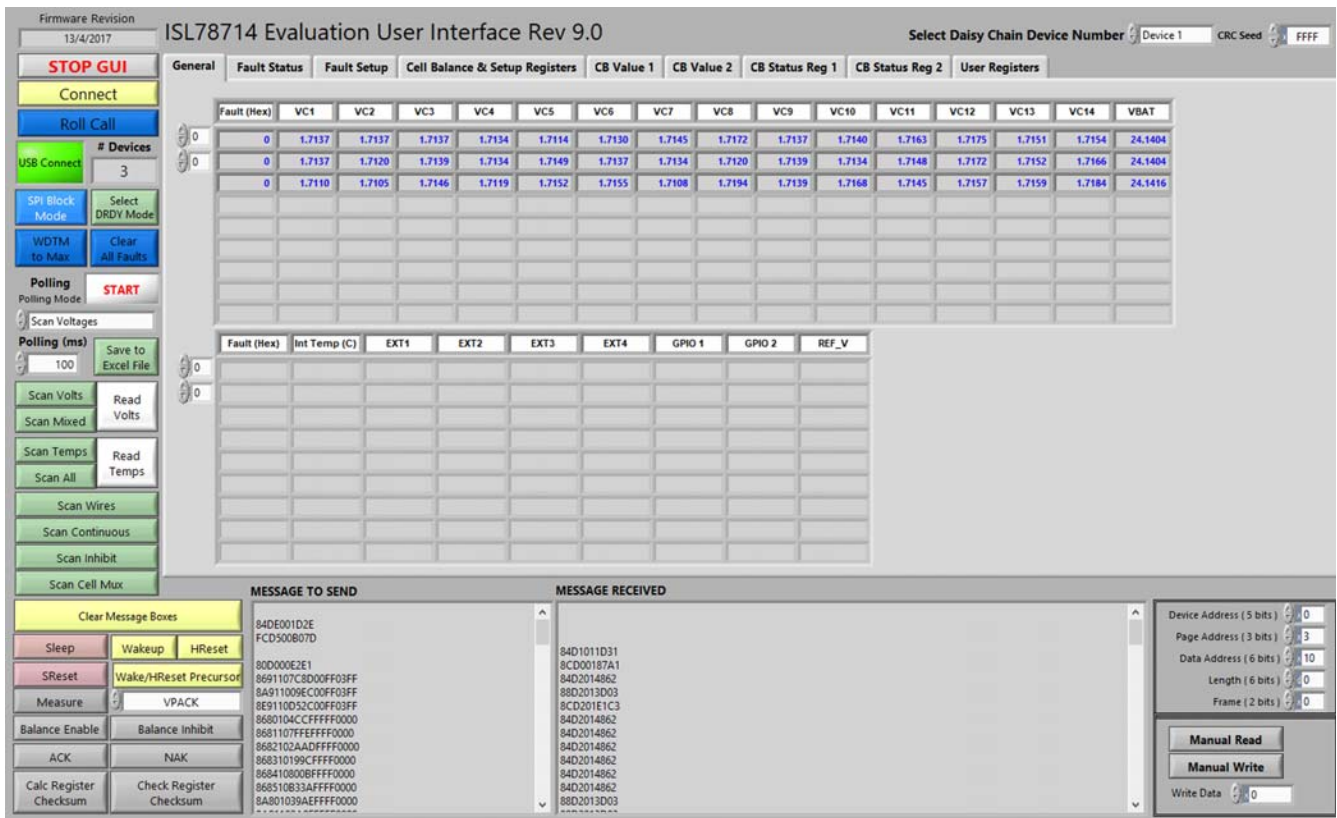 Firmware Revision
13/4/2017
ISL78714 Evaluation User Interface Rev 9.0
Select Daisy Chain Device Number Device 1 CRC Seed x FFFF
STOP GUI
Connect
Roll Call
USB Connect
# Devices
3
SPI Block Mode
Select DRDY Mode
WDTM to Max
Clear All Faults
Polling
Polling Mode
START
Scan Voltages
Polling (ms)
100
Save to Excel File
Scan Volts
Scan Mixed
Read Volts
Scan Temps
Scan All
Read Temps
Scan Wires
Scan Continuous
Scan Inhibit
Scan Cell Mux
General Fault Status Fault Setup Cell Balance & Setup Registers CB Value 1 CB Value 2 CB Status Reg 1 CB Status Reg 2 User Registers
Fault (Hex) VC1 VC2 VC3 VC4 VC5 VC6 VC7 VC8 VC9 VC10 VC11 VC12 VC13 VC14 VBAT
0 0 1.7137 1.7137 1.7137 1.7134 1.7114 1.7130 1.7145 1.7172 1.7137 1.7140 1.7163 1.7175 1.7151 1.7154 24.1404
0 0 1.7137 1.7120 1.7139 1.7134 1.7149 1.7137 1.7134 1.7120 1.7139 1.7134 1.7148 1.7172 1.7152 1.7166 24.1404
0 1.7110 1.7105 1.7146 1.7119 1.7152 1.7155 1.7108 1.7194 1.7139 1.7168 1.7145 1.7157 1.7159 1.7184 24.1416
Fault (Hex) Int Temp (C) EXT1 EXT2 EXT3 EXT4 GPIO 1 GPIO 2 REF_V
0
0
Clear Message Boxes
Sleep Wakeup HReset
SReset Wake/HReset Precursor
Measure VPACK
Balance Enable Balance Inhibit
ACK NAK
Calc Register Checksum
Check Register Checksum
MESSAGE TO SEND
84DE001D2E
FCD500B07D
80D000E2E1
8691107C8D00FF03FF
8A911009EC00FF03FF
8E9110D52C00FF03FF
8680104CCFFFFF0000
8681107FFEFFFF0000
8682102AADFFFF0000
868310199CFFFF0000
868410800BFFFF0000
868510B33AFFFF0000
8A801039AEFFFF0000
MESSAGE RECEIVED
84D1011D31
8CD00187A1
84D2014862
88D2013D03
8CD201E1C3
84D2014862
84D2014862
84D2014862
84D2014862
84D2014862
84D2014862
88D2013D03
Device Address ( 5 bits ) 0
Page Address ( 3 bits ) 3
Data Address ( 6 bits ) 10
Length ( 6 bits ) 0
Frame ( 2 bits ) 0
Manual Read
Manual Write
Write Data 0